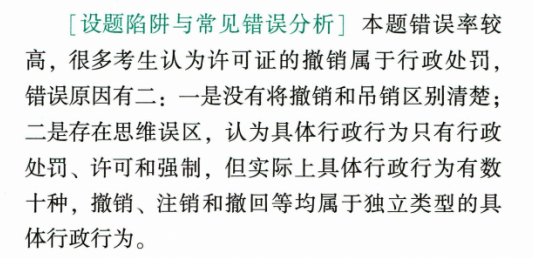 [设题陷阱与常见错误分析] 本题错误率较
高，很多考生认为许可证的撤销属于行政处罚，
错误原因有二：一是没有将撤销和吊销区别清楚；
二是存在思维误区，认为具体行政行为只有行政
处罚、许可和强制，但实际上具体行政行为有数
十种，撤销、注销和撤回等均属于独立类型的具
体行政行为。